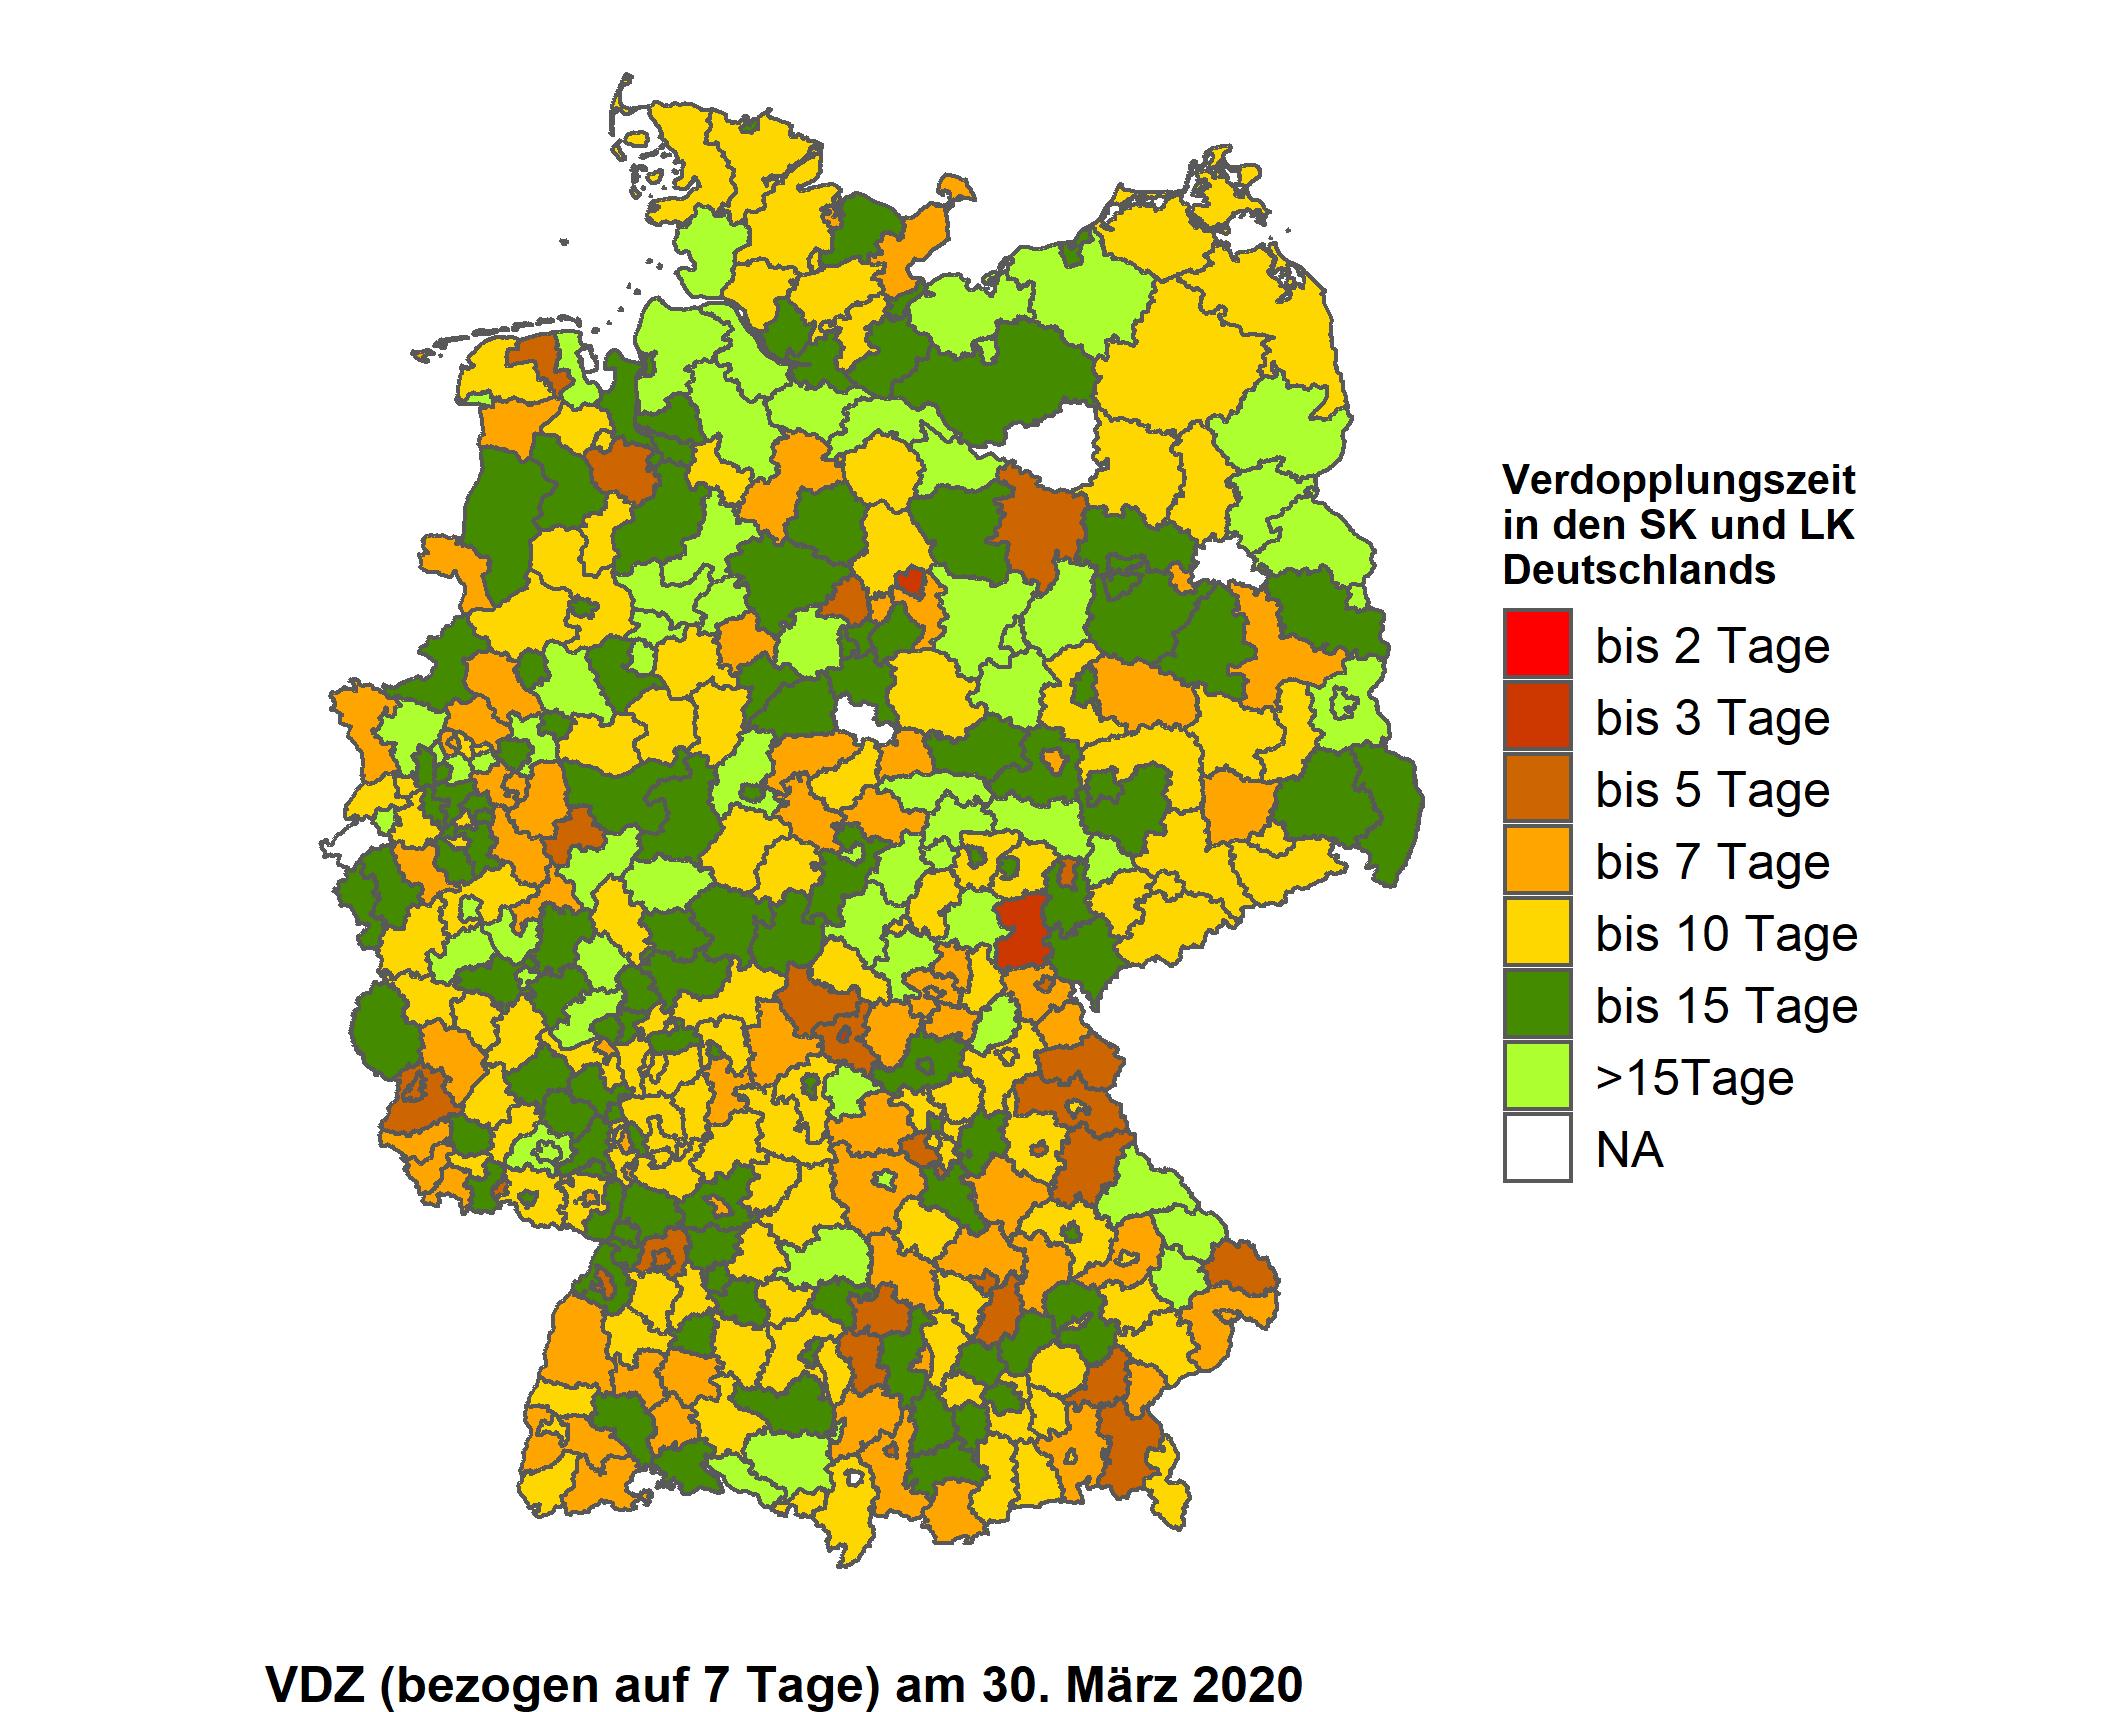 Verdopplungszeit
in den SK und LK
Deutschlands
bis 2 Tage
bis 3 Tage
bis 5 Tage
bis 7 Tage
bis 10 Tage
bis 15 Tage
>15Tage
NA
VDZ (bezogen auf 7 Tage) am 30. März 2020